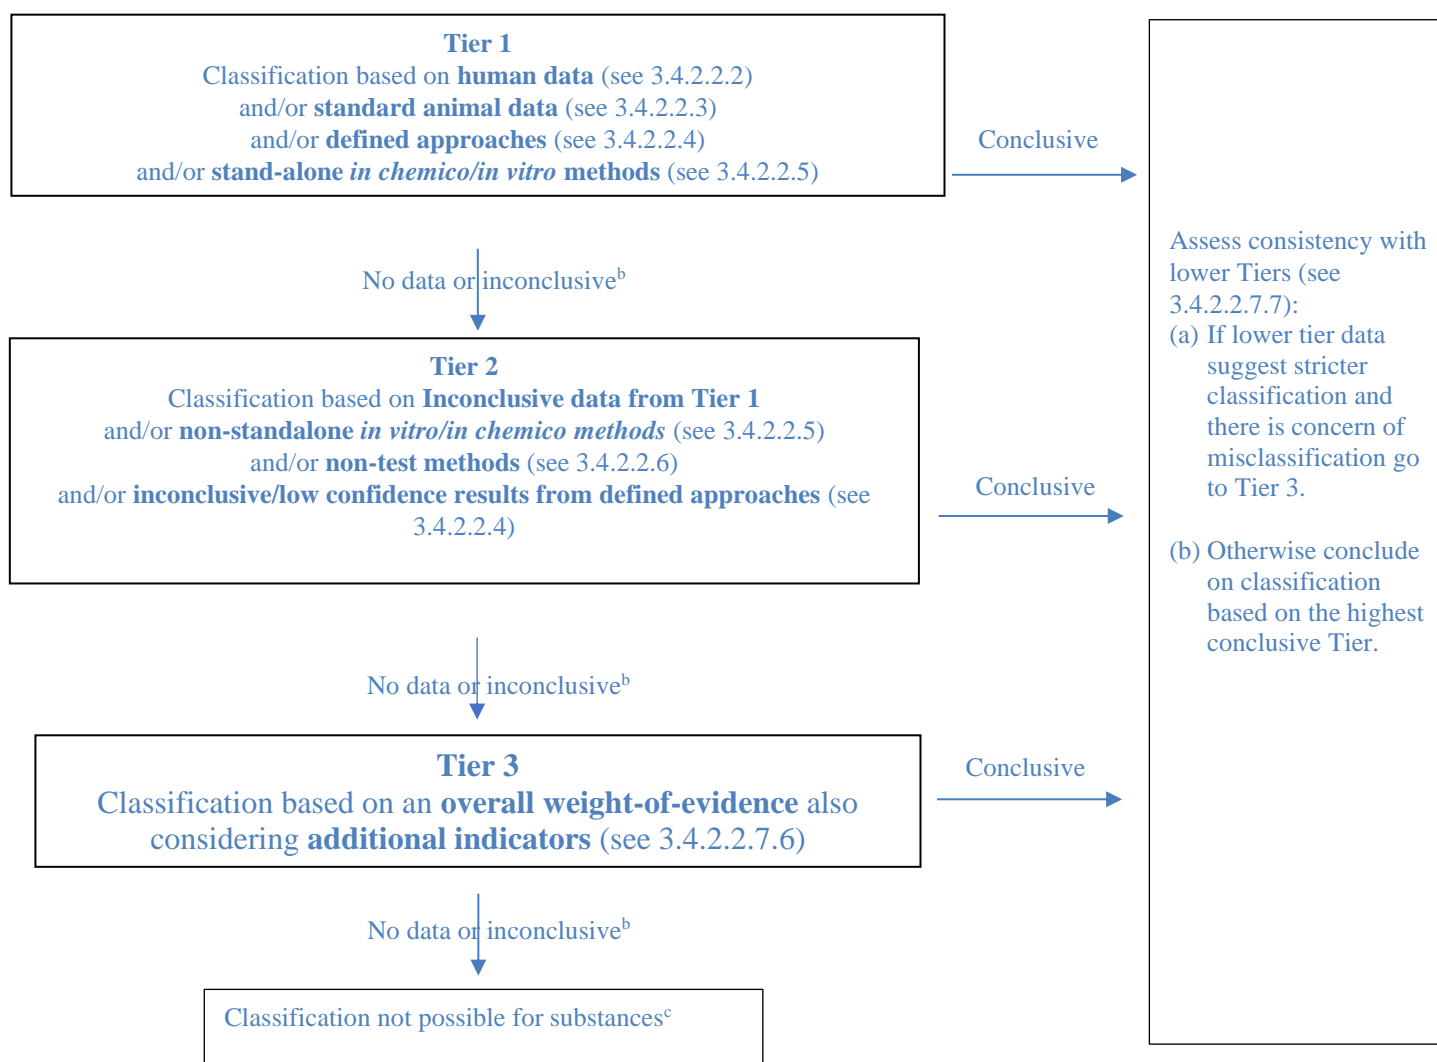 Tier 1
Classification based on human data (see 3.4.2.2.2)
and/or standard animal data (see 3.4.2.2.3)
and/or defined approaches (see 3.4.2.2.4)
and/or stand-alone in chemico/in vitro methods (see 3.4.2.2.5)
Conclusive
No data or inconclusiveᵇ
Tier 2
Classification based on Inconclusive data from Tier 1
and/or non-standalone in vitro/in chemico methods (see 3.4.2.2.5)
and/or non-test methods (see 3.4.2.2.6)
and/or inconclusive/low confidence results from defined approaches (see
3.4.2.2.4)
Conclusive
No data or inconclusiveᵇ
Tier 3
Classification based on an overall weight-of-evidence also
considering additional indicators (see 3.4.2.2.7.6)
Conclusive
No data or inconclusiveᵇ
Classification not possible for substancesᶜ
Assess consistency with
lower Tiers (see
3.4.2.2.7.7):
(a) If lower tier data
suggest stricter
classification and
there is concern of
misclassification go
to Tier 3.
(b) Otherwise conclude
on classification
based on the highest
conclusive Tier.